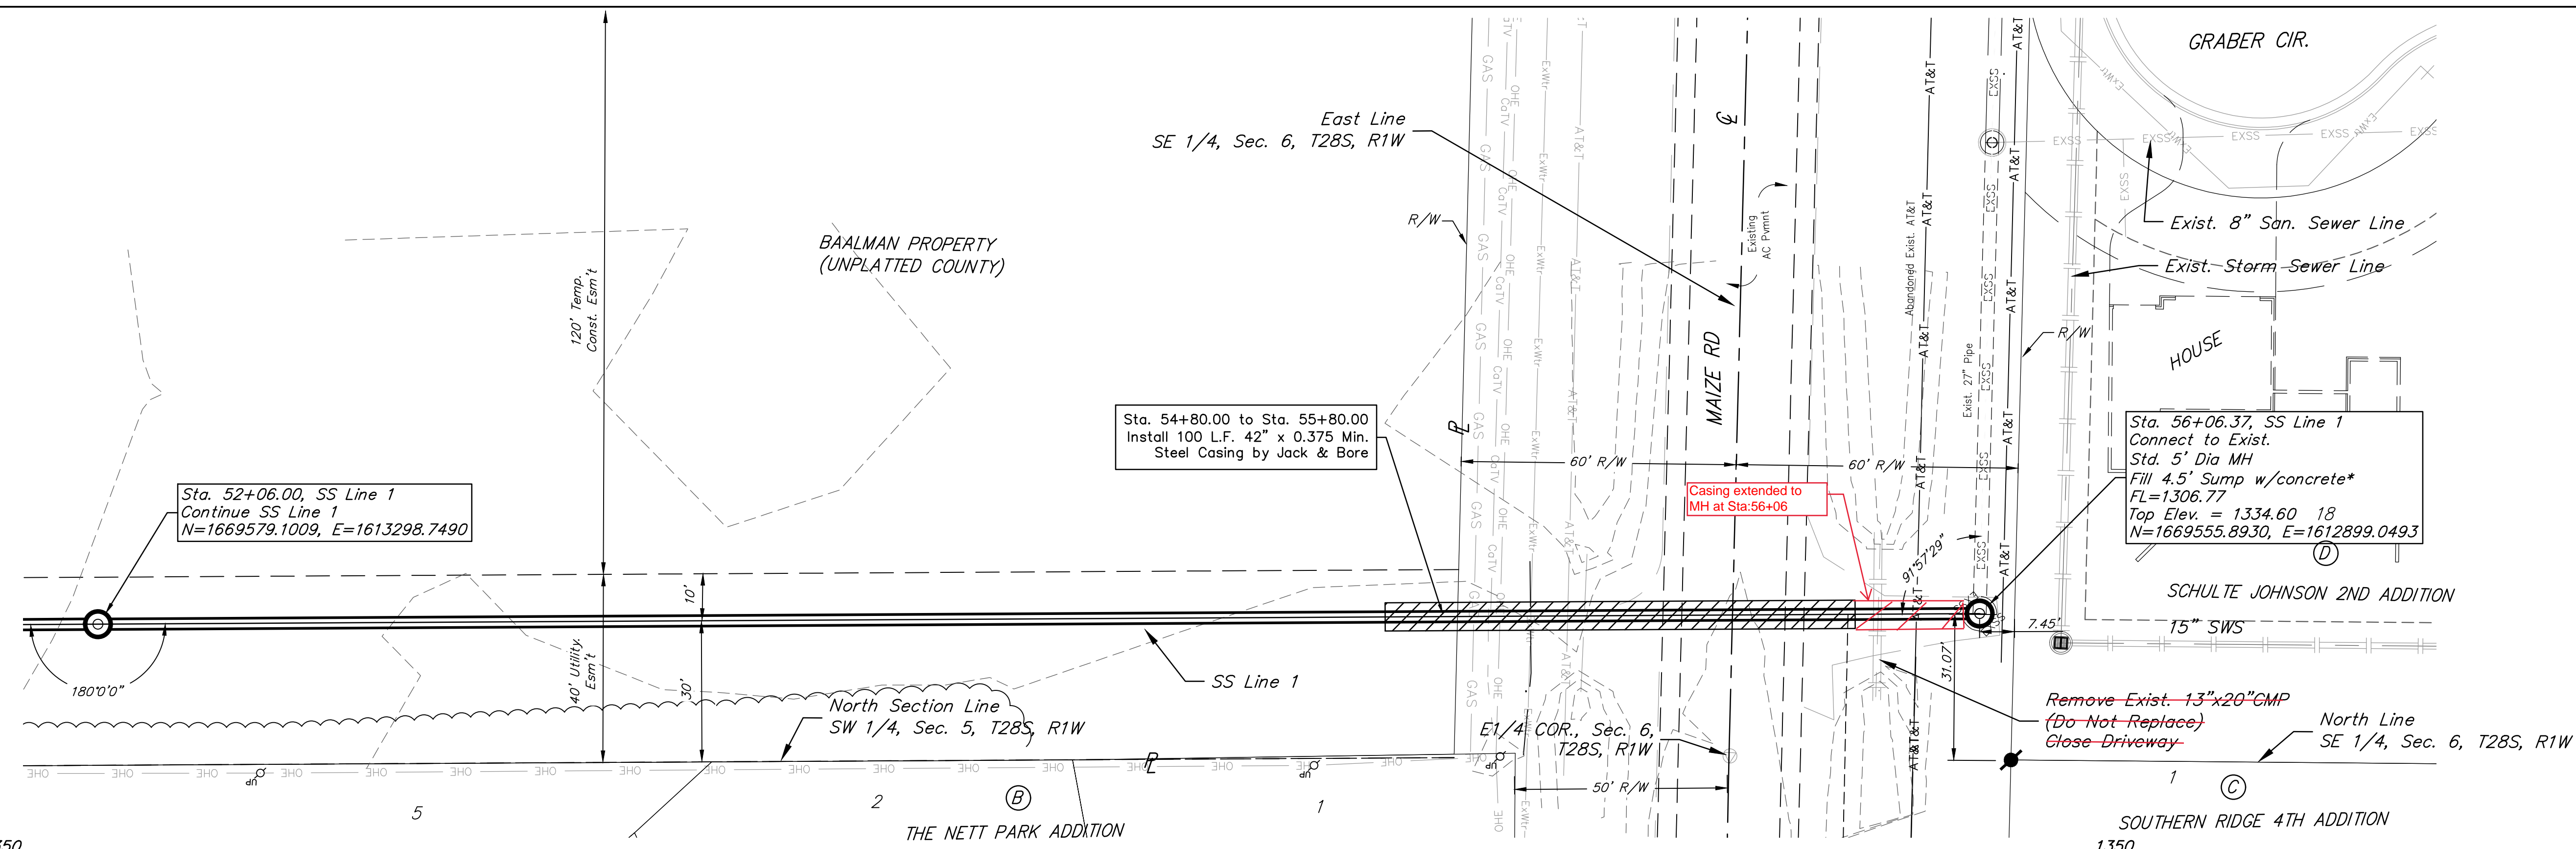 GRABER CIR.
East Line
SE 1/4, Sec. 6, T28S, R1W
R/W
Existing
AC Pvmnt
Abandoned Exist. AT&T
Exist. 8" San. Sewer Line
Exist. Storm Sewer Line
BAALMAN PROPERTY
(UNPLATTED COUNTY)
120' Temp.
Const. Esm't
MAIZE RD
Exist. 27" Pipe
R/W
HOUSE
Sta. 54+80.00 to Sta. 55+80.00
Install 100 L.F. 42" x 0.375 Min.
Steel Casing by Jack & Bore
60' R/W
60' R/W
Casing extended to
MH at Sta:56+06
Sta. 56+06.37, SS Line 1
Connect to Exist.
Std. 5' Dia MH
Fill 4.5' Sump w/concrete*
FL=1306.77
Top Elev. = 1334.60 18
N=1669555.8930, E=1612899.0493
Sta. 52+06.00, SS Line 1
Continue SS Line 1
N=1669579.1009, E=1613298.7490
D
91°57'29"
SCHULTE JOHNSON 2ND ADDITION
15" SWS
7.45'
31.07'
10'
40' Utility.
Esm't
30'
180°0'0"
SS Line 1
North Section Line
SW 1/4, Sec. 5, T28S, R1W
E1/4 COR., Sec. 6,
T28S, R1W
Remove Exist. 13"x20"CMP
(Do Not Replace)
Close Driveway
North Line
SE 1/4, Sec. 6, T28S, R1W
50' R/W
5
2
B
1
1
C
THE NETT PARK ADDITION
SOUTHERN RIDGE 4TH ADDITION
GAS
OHE
CaTV
ExWtr
AT&T
EXSS
UP
1350